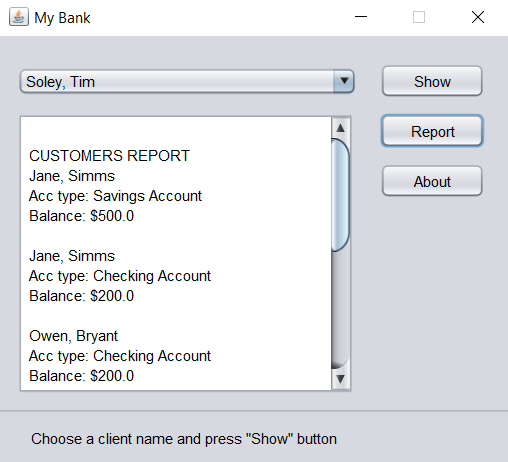 My Bank
Soley, Tim
Show
Report
About
CUSTOMERS REPORT
Jane, Simms
Acc type: Savings Account
Balance: $500.0
Jane, Simms
Acc type: Checking Account
Balance: $200.0
Owen, Bryant
Acc type: Checking Account
Balance: $200.0
Choose a client name and press "Show" button